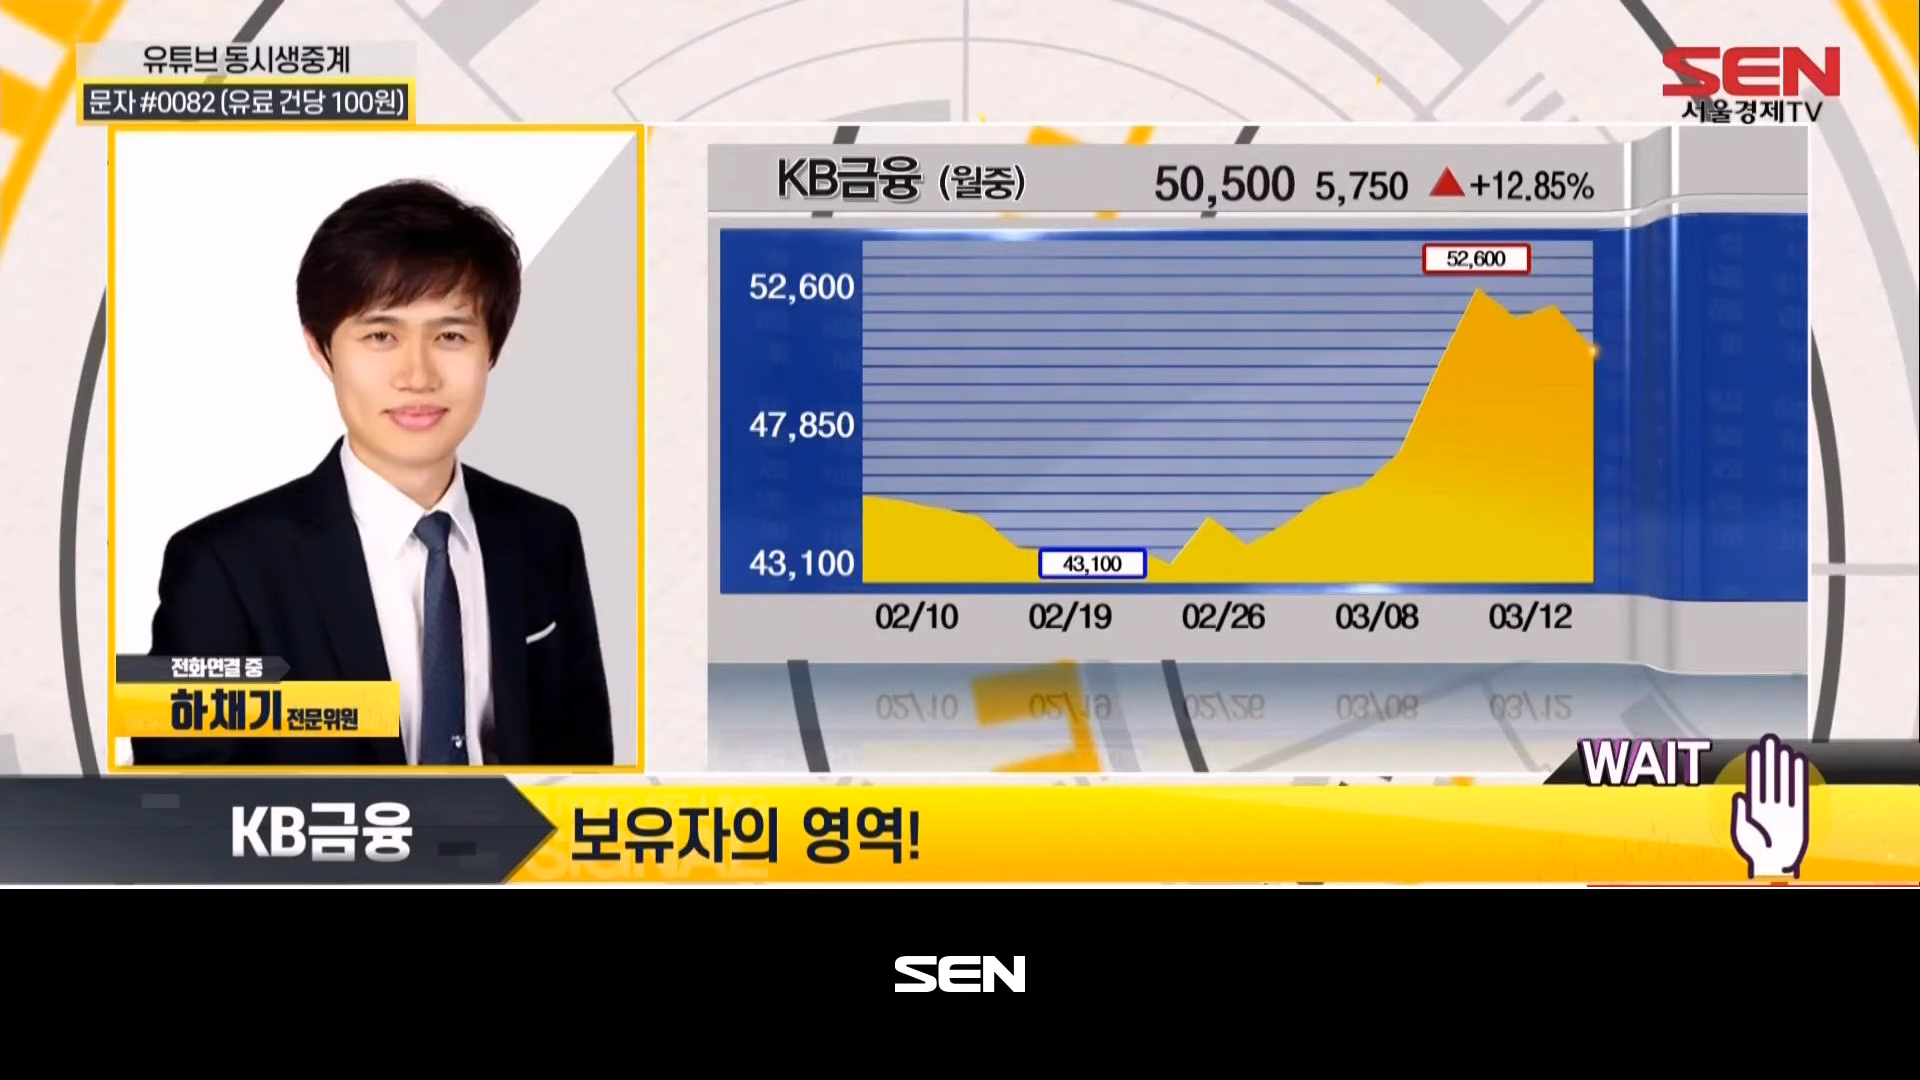 유튜브 동시생중계
문자 #0082 (유료 건당 100원)
SEN
서울경제TV
KB금융 (월중) 50,500 5,750 ▲+12.85%
52,600
52,600
47,850
43,100
43,100
02/10 02/19 02/26 03/08 03/12
전화연결 중
하채기 전문위원
WAIT
KB금융 보유자의 영역!
SEN